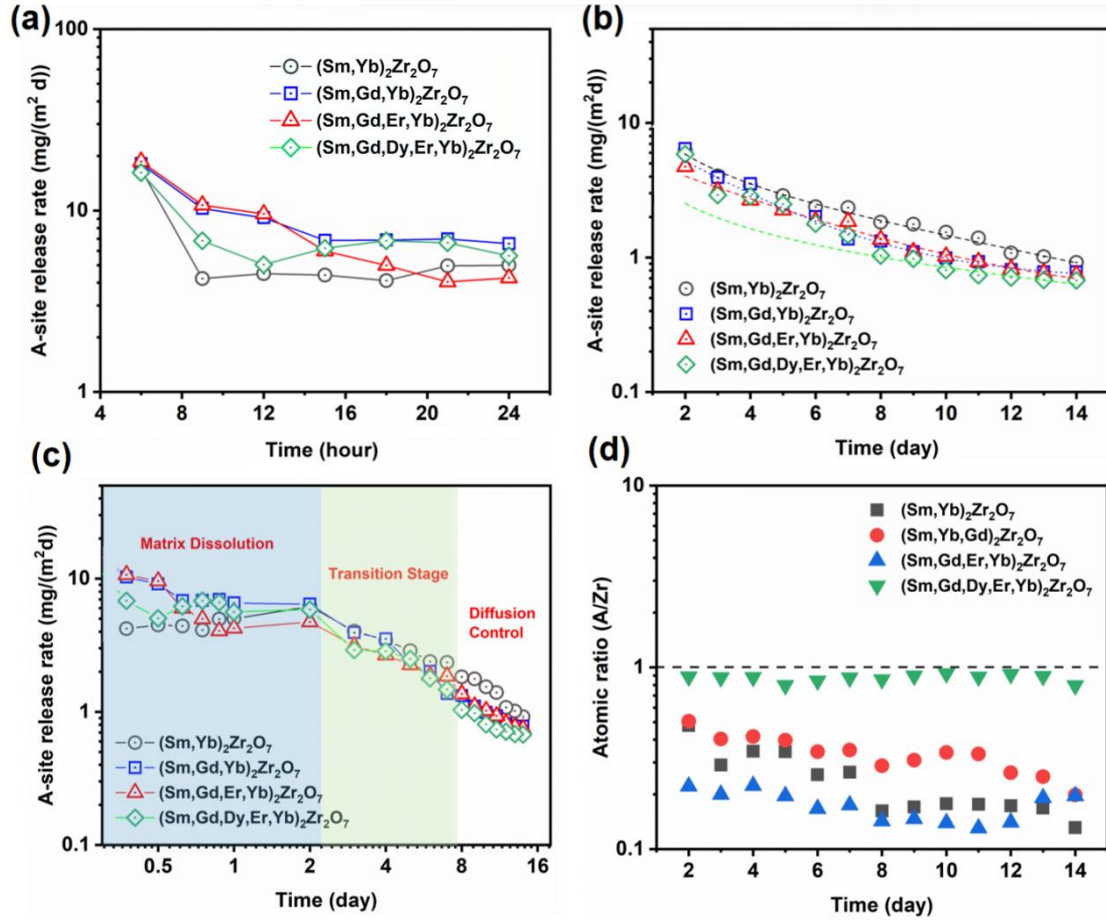 (a)
A-site release rate (mg/(m² d))
100
10
1
(Sm,Yb)₂Zr₂O₇
(Sm,Gd,Yb)₂Zr₂O₇
(Sm,Gd,Er,Yb)₂Zr₂O₇
(Sm,Gd,Dy,Er,Yb)₂Zr₂O₇
4 8 12 16 20 24
Time (hour)
(b)
A-site release rate (mg/(m²d))
10
1
0.1
(Sm,Yb)₂Zr₂O₇
(Sm,Gd,Yb)₂Zr₂O₇
(Sm,Gd,Er,Yb)₂Zr₂O₇
(Sm,Gd,Dy,Er,Yb)₂Zr₂O₇
2 4 6 8 10 12 14
Time (day)
(c)
A-site release rate (mg/(m²d))
10
1
0.1
Matrix Dissolution
Transition Stage
Diffusion
Control
(Sm,Yb)₂Zr₂O₇
(Sm,Gd,Yb)₂Zr₂O₇
(Sm,Gd,Er,Yb)₂Zr₂O₇
(Sm,Gd,Dy,Er,Yb)₂Zr₂O₇
0.5 1 2 4 8 16
Time (day)
(d)
Atomic ratio (A/Zr)
10
1
0.1
(Sm,Yb)₂Zr₂O₇
(Sm,Yb,Gd)₂Zr₂O₇
(Sm,Gd,Er,Yb)₂Zr₂O₇
(Sm,Gd,Dy,Er,Yb)₂Zr₂O₇
2 4 6 8 10 12 14
Time (day)